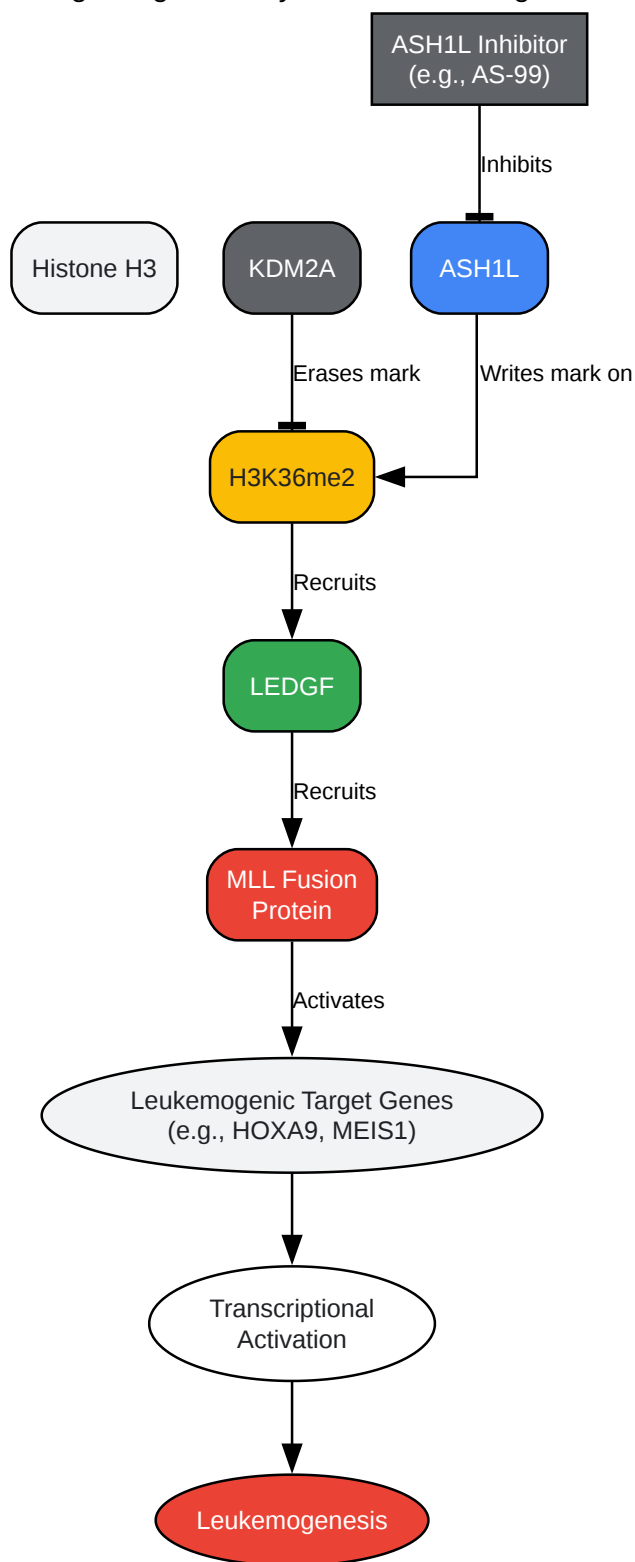 ASH1L Inhibitor
(e.g., AS-99)
Inhibits
Histone H3
KDM2A
ASH1L
Erases mark
Writes mark on
H3K36me2
Recruits
LEDGF
Recruits
MLL Fusion
Protein
Activates
Leukemogenic Target Genes
(e.g., HOXA9, MEIS1)
Transcriptional
Activation
Leukemogenesis